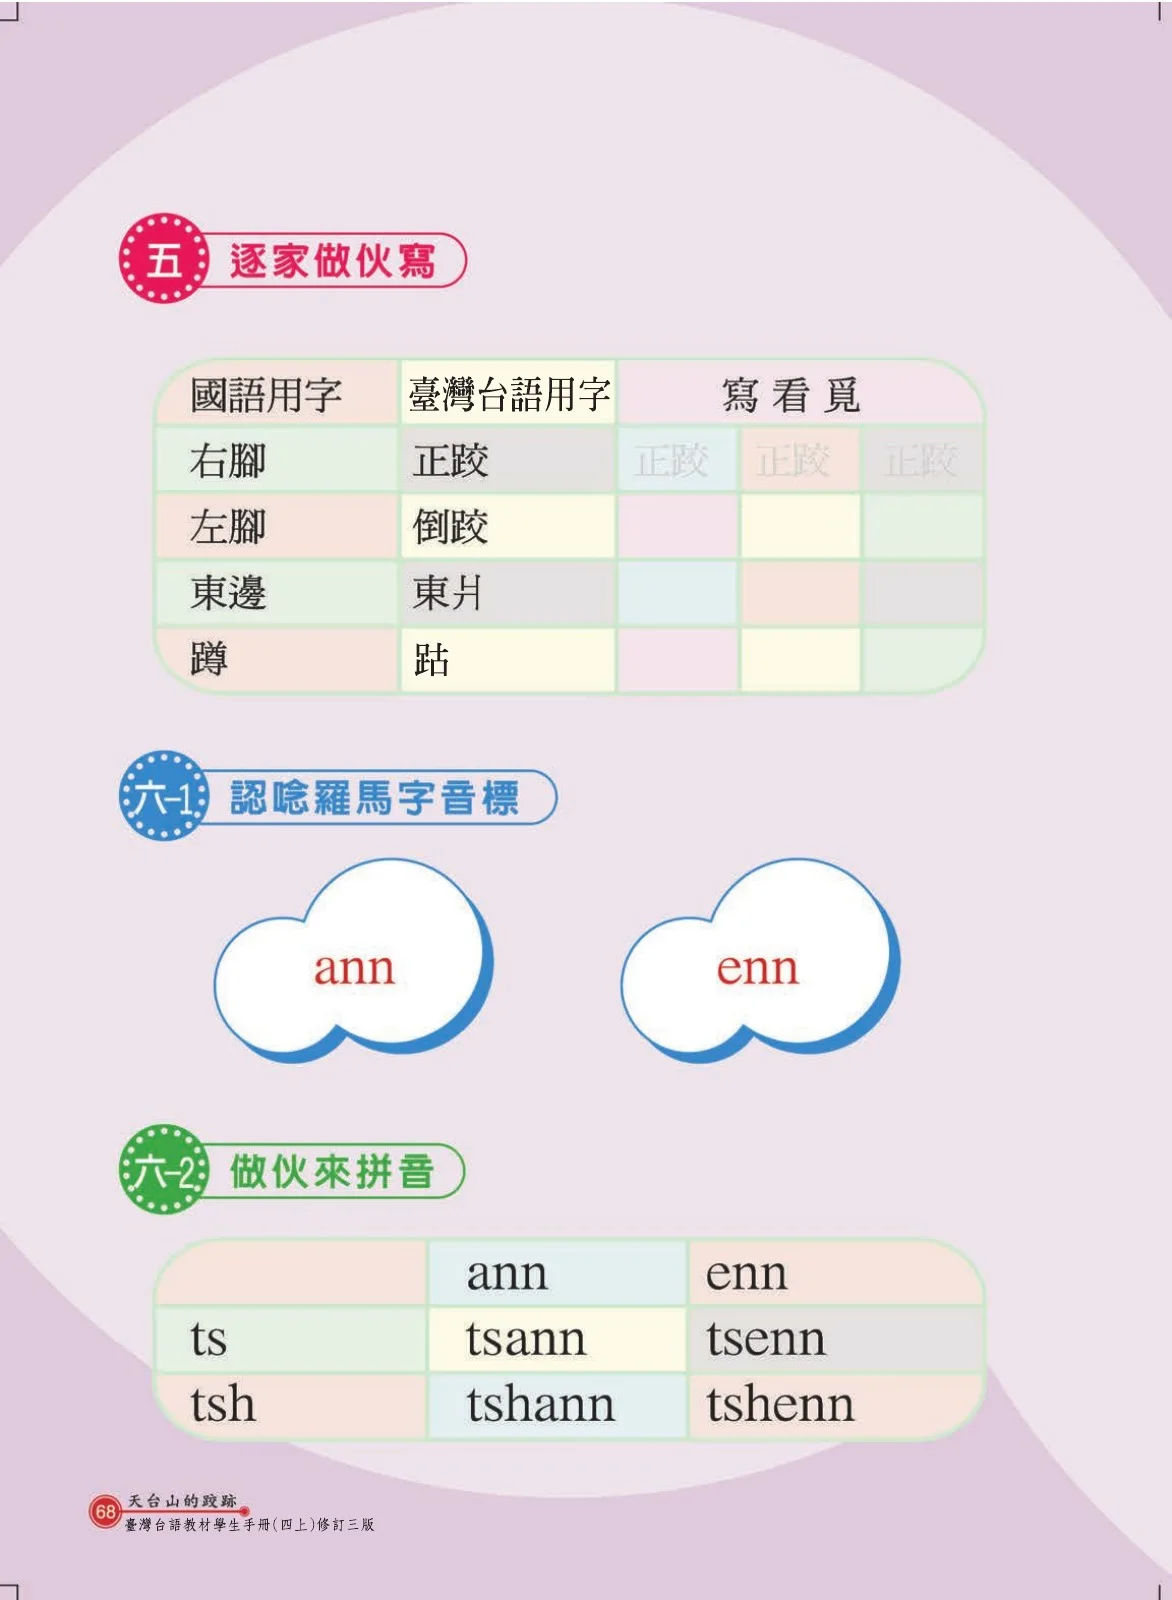 五 逐家做伙寫
國語用字 臺灣台語用字 寫看覓
右腳 正跤 正跤 正跤 正跤
左腳 倒跤
東邊 東爿
蹲 跍
六-1 認唸羅馬字音標
ann enn
六-2 做伙來拼音
ann enn
ts tsann tsenn
tsh tshann tshenn
68 天台山的跤跡
臺灣台語教材學生手冊(四上)修訂三版